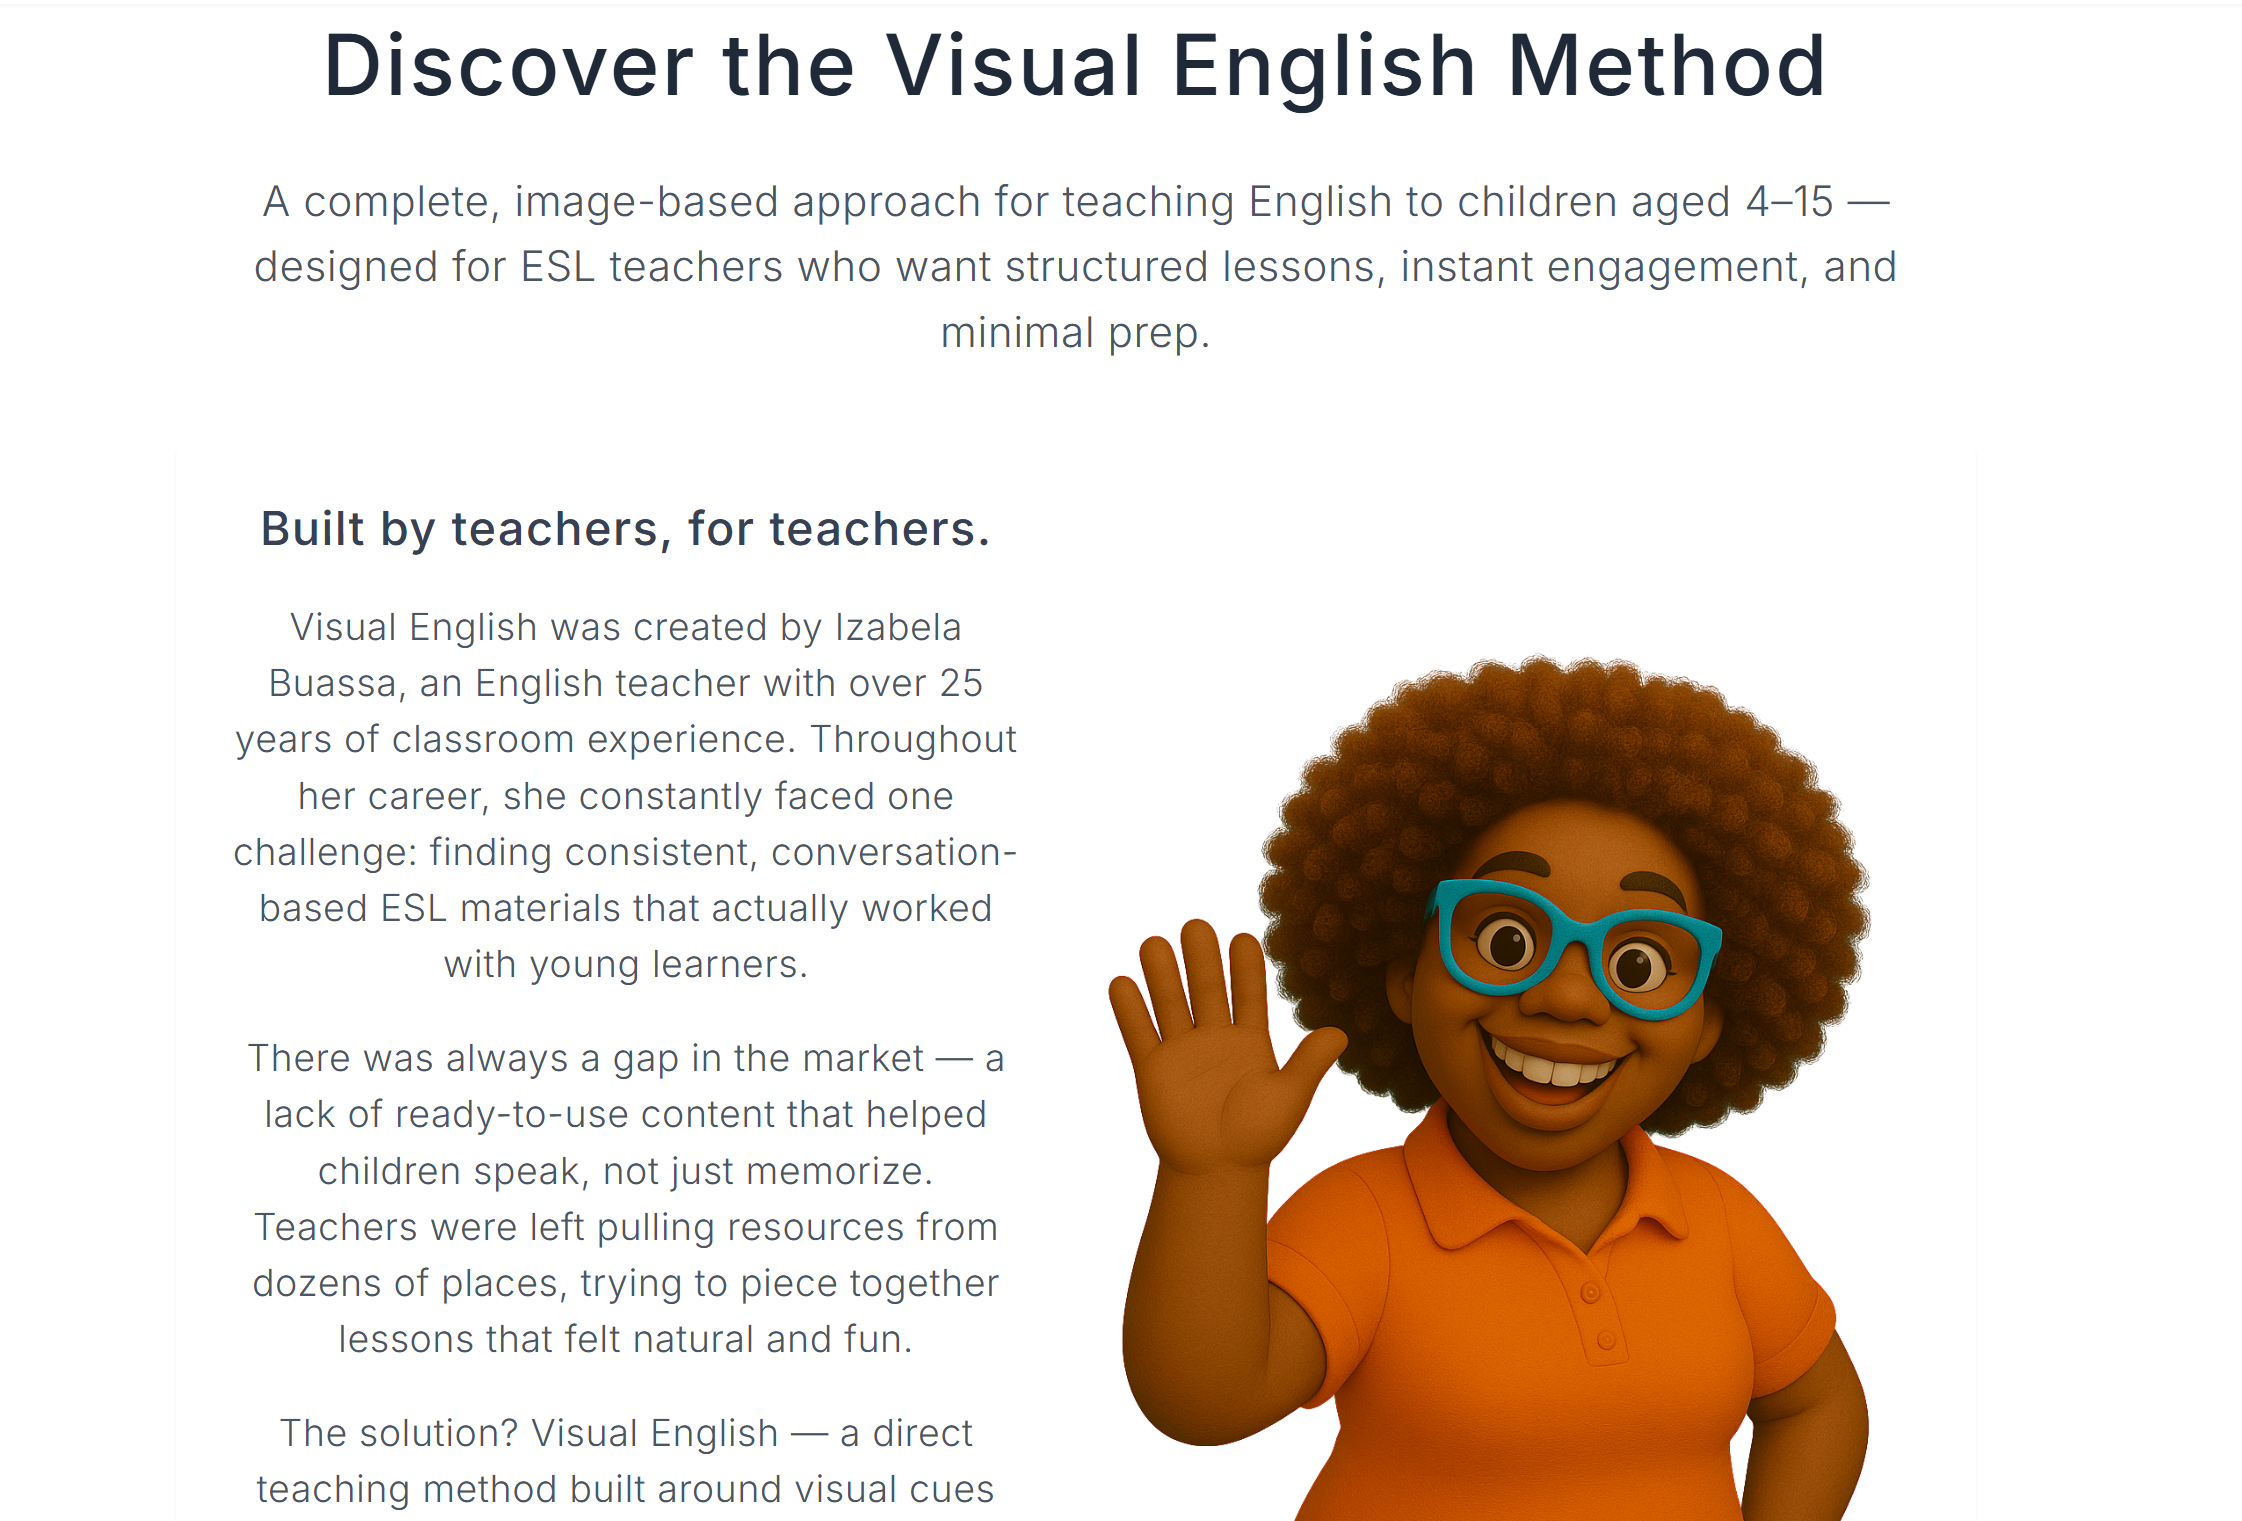 Discover the Visual English Method
A complete, image-based approach for teaching English to children aged 4–15 —
designed for ESL teachers who want structured lessons, instant engagement, and
minimal prep.
Built by teachers, for teachers.
Visual English was created by Izabela
Buassa, an English teacher with over 25
years of classroom experience. Throughout
her career, she constantly faced one
challenge: finding consistent, conversation-
based ESL materials that actually worked
with young learners.
There was always a gap in the market — a
lack of ready-to-use content that helped
children speak, not just memorize.
Teachers were left pulling resources from
dozens of places, trying to piece together
lessons that felt natural and fun.
The solution? Visual English — a direct
teaching method built around visual cues